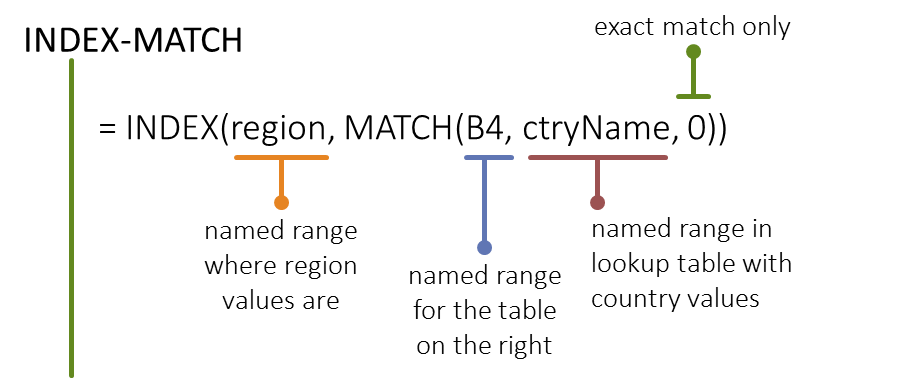 exact match only
INDEX-MATCH
= INDEX(region, MATCH(B4, ctryName, 0))
named range
where region
values are
named range
for the table
on the right
named range in
lookup table with
country values